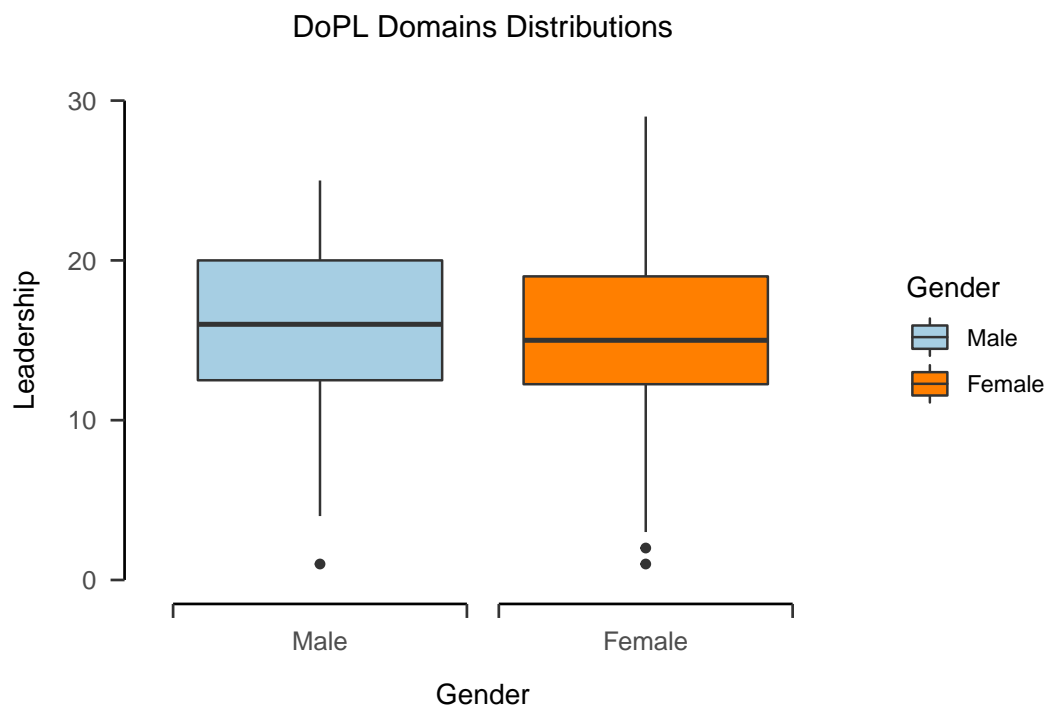 DoPL Domains Distributions
30
20
10
0
Leadership
Male
Female
Gender
Gender
Male
Female